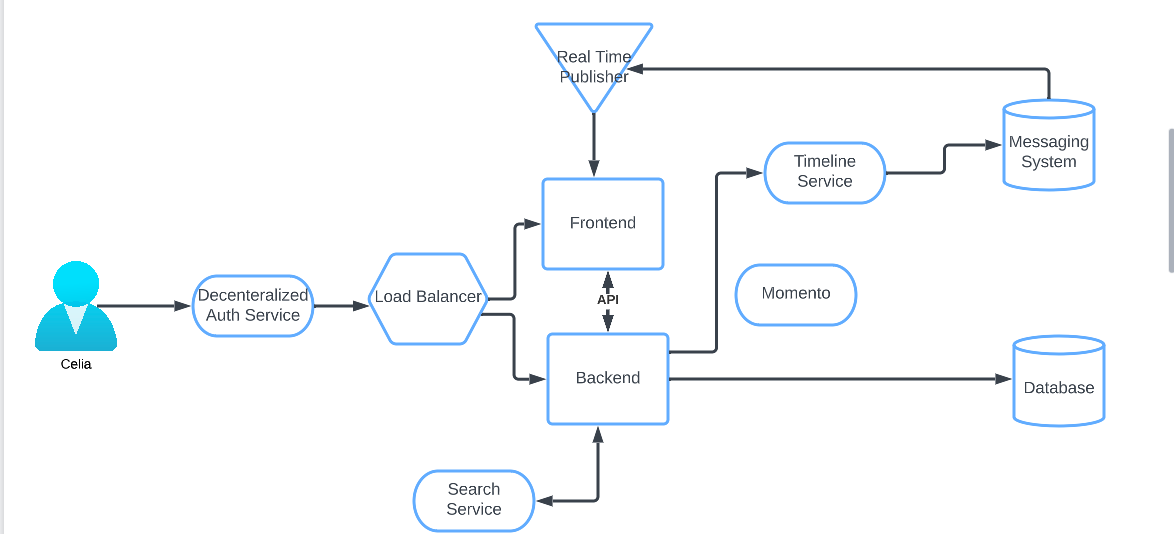 Real Time
Publisher
Messaging
System
Timeline
Service
Frontend
Momento
API
Decenteralized
Auth Service
Load Balancer
Celia
Backend
Database
Search
Service